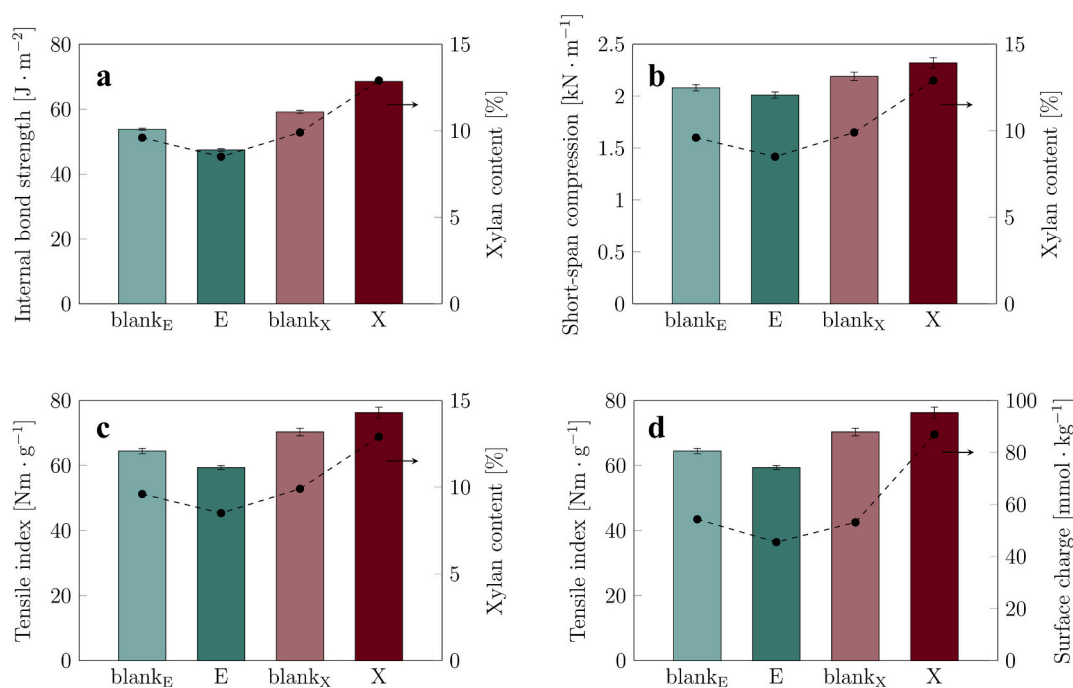 a
Internal bond strength [J · m⁻²]
80
60
40
20
0
blank_E E blank_X X
15
10
5
0
Xylan content [%]
b
Short-span compression [kN · m⁻¹]
2.5
2
1.5
1
0.5
0
blank_E E blank_X X
15
10
5
0
Xylan content [%]
c
Tensile index [Nm · g⁻¹]
80
60
40
20
0
blank_E E blank_X X
15
10
5
0
Xylan content [%]
d
Tensile index [Nm · g⁻¹]
80
60
40
20
0
blank_E E blank_X X
100
80
60
40
20
0
Surface charge [mmol · kg⁻¹]